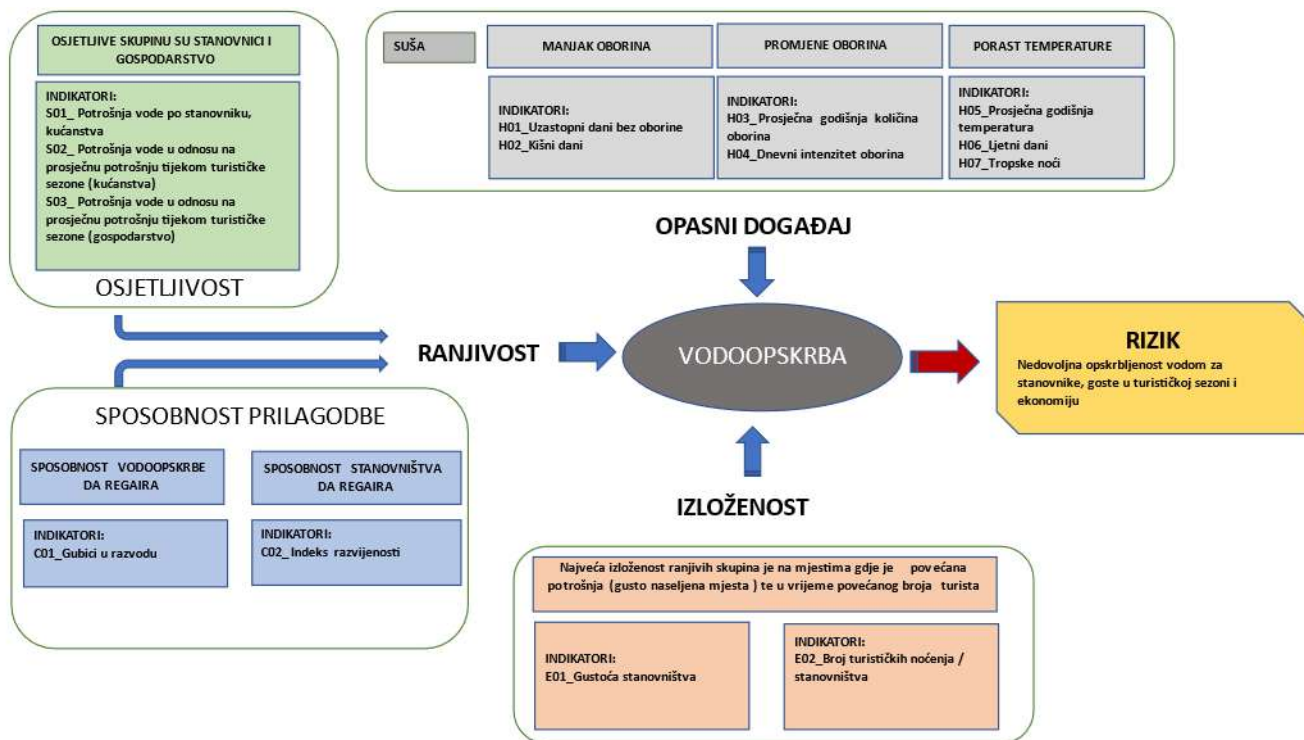 OSJETLJIVE SKUPINU SU STANOVNICI I
GOSPODARSTVO
INDIKATORI:
S01_ Potrošnja vode po stanovniku,
kućanstva
S02_ Potrošnja vode u odnosu na
prosječnu potrošnju tijekom turističke
sezone (kućanstva)
S03_ Potrošnja vode u odnosu na
prosječnu potrošnju tijekom turističke
sezone (gospodarstvo)
OSJETLJIVOST
SUŠA
MANJAK OBORINA
INDIKATORI:
H01_Uzastopni dani bez oborine
H02_Kišni dani
PROMJENE OBORINA
INDIKATORI:
H03_Prosječna godišnja količina
oborina
H04_Dnevni intenzitet oborina
PORAST TEMPERATURE
INDIKATORI:
H05_Prosječna godišnja
temperatura
H06_Ljetni dani
H07_Tropske noći
OPASNI DOGAĐAJ
RANJIVOST
VODOOPSKRBA
RIZIK
Nedovoljna opskrbljenost vodom za
stanovnike, goste u turističkoj sezoni i
ekonomiju
SPOSOBNOST PRILAGODBE
SPOSOBNOST VODOOPSKRBE
DA REGAIRA
INDIKATORI:
C01_Gubici u razvodu
SPOSOBNOST STANOVNIŠTVA
DA REGAIRA
INDIKATORI:
C02_Indeks razvijenosti
IZLOŽENOST
Najveća izloženost ranjivih skupina je na mjestima gdje je povećana
potrošnja (gusto naseljena mjesta ) te u vrijeme povećanog broja turista
INDIKATORI:
E01_Gustoća stanovništva
INDIKATORI:
E02_Broj turističkih noćenja /
stanovništva